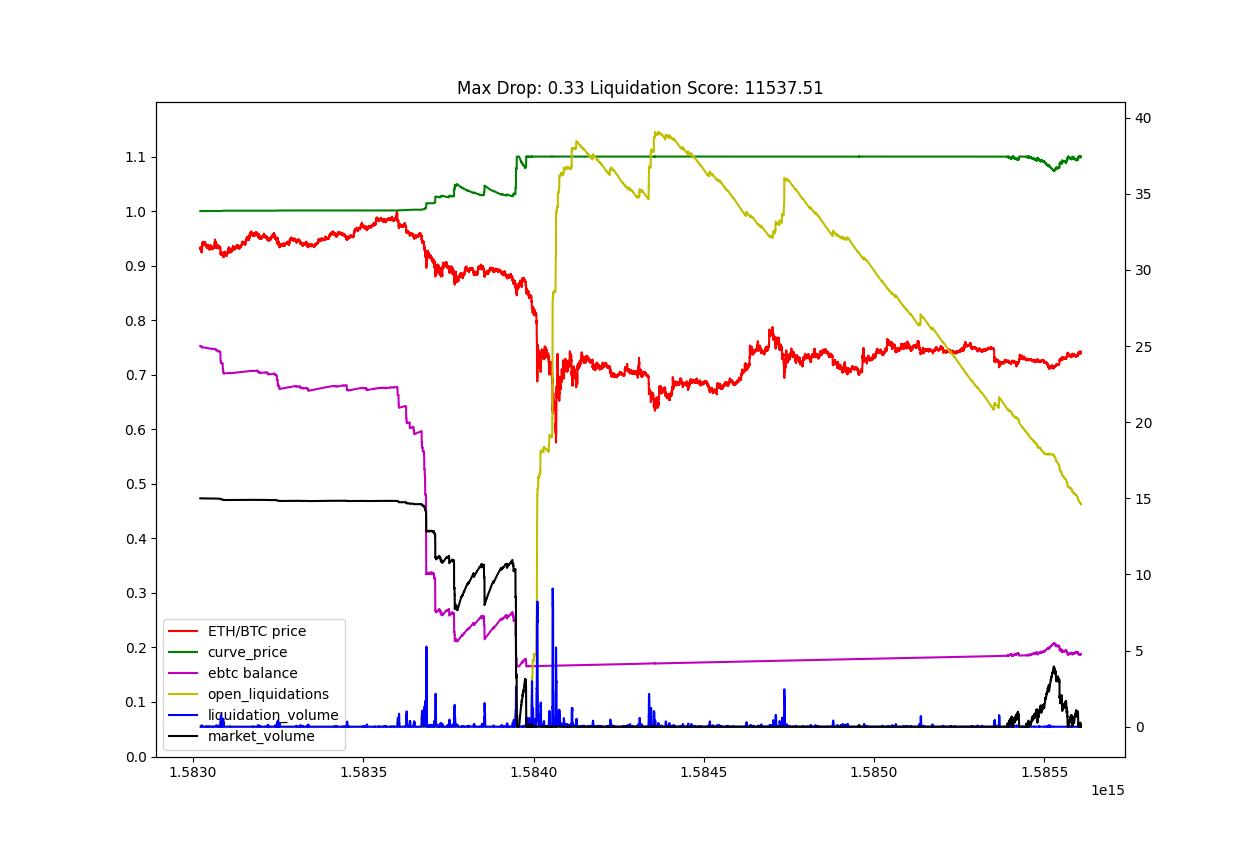 Max Drop: 0.33 Liquidation Score: 11537.51
1.1
1.0
0.9
0.8
0.7
0.6
0.5
0.4
0.3
0.2
0.1
0.0
40
35
30
25
20
15
10
5
0
ETH/BTC price
curve_price
ebtc balance
open_liquidations
liquidation_volume
market_volume
1.5830 1.5835 1.5840 1.5845 1.5850 1.5855
1e15